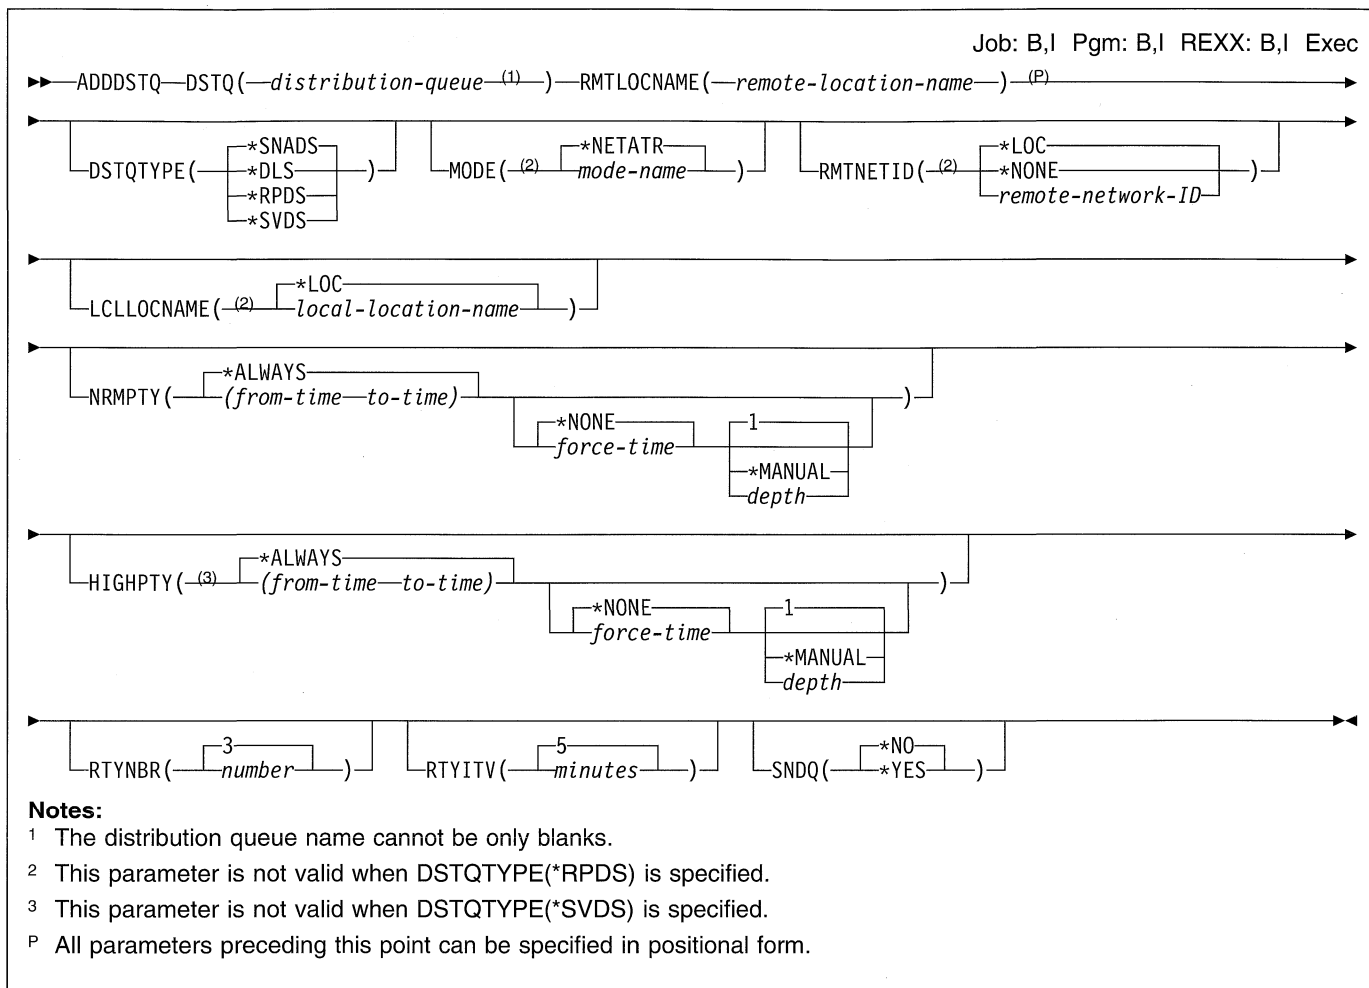 Job: B,I Pgm: B,I REXX: B,I Exec
ADDDSTQ DSTQ( distribution-queue (1) ) RMTLOCNAME( remote-location-name ) (P)
DSTQTYPE( *SNADS *DLS *RPDS *SVDS )
MODE( (2) *NETATR mode-name )
RMTNETID( (2) *LOC *NONE remote-network-ID )
LCLLOCNAME( (2) *LOC local-location-name )
NRMPTY( *ALWAYS (from-time to-time) *NONE force-time 1 *MANUAL depth )
HIGHPTY( (3) *ALWAYS (from-time to-time) *NONE force-time 1 *MANUAL depth )
RTYNBR( 3 number )
RTYITV( 5 minutes )
SNDQ( *NO *YES )
Notes:
1 The distribution queue name cannot be only blanks.
2 This parameter is not valid when DSTQTYPE(*RPDS) is specified.
3 This parameter is not valid when DSTQTYPE(*SVDS) is specified.
P All parameters preceding this point can be specified in positional form.